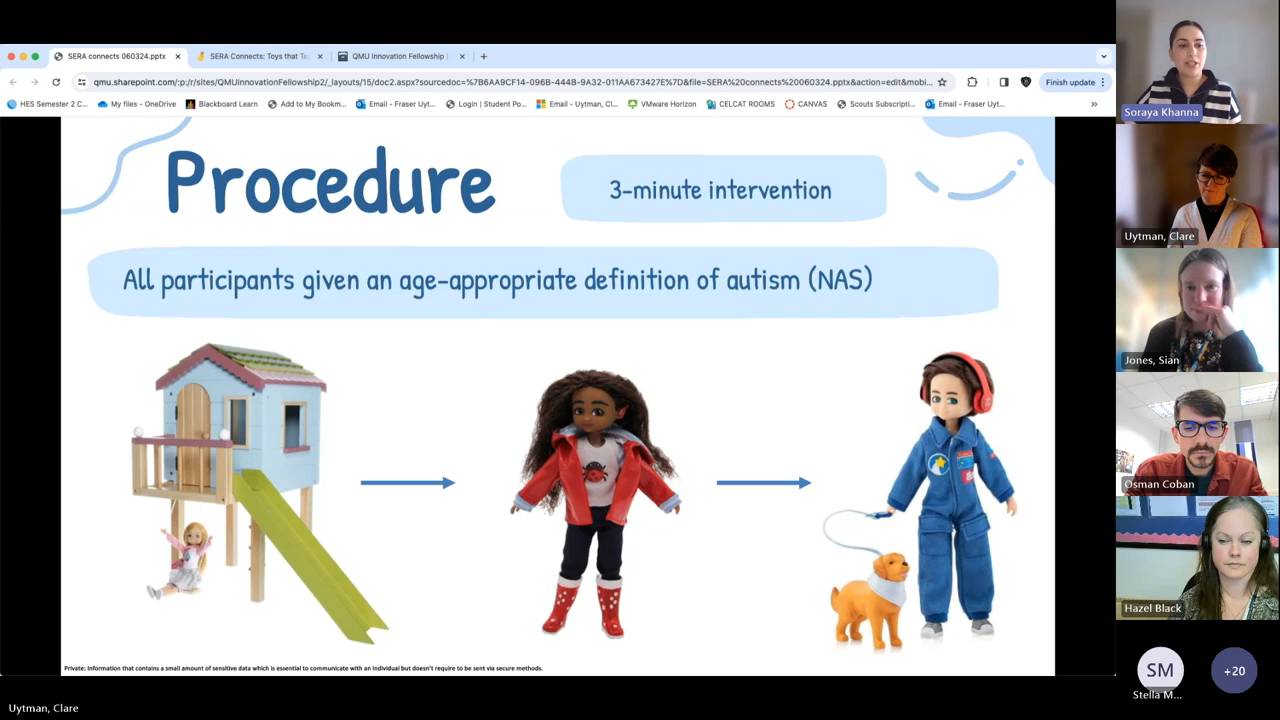 SERA connects 060324.pptx
SERA Connects: Toys that Te
QMU Innovation Fellowship
qmu.sharepoint.com/:p:/r/sites/QMUInnovationFellowship2/_layouts/15/doc2.aspx?sourcedoc=%7B6AA9CF14-096B-444B-9A32-011AA673427E%7D&file=SERA%20connects%20060324.pptx&action=edit&mobi...
Finish update
HES Semester 2 C...
My files - OneDrive
Blackboard Learn
Add to My Bookm...
Email - Fraser Uyt...
Login | Student Po...
Email - Uytman, Cl...
VMware Horizon
CELCAT ROOMS
CANVAS
Scouts Subscripti...
Email - Fraser Uyt...
Procedure
3-minute intervention
All participants given an age-appropriate definition of autism (NAS)
Private: Information that contains a small amount of sensitive data which is essential to communicate with an individual but doesn't require to be sent via secure methods.
Soraya Khanna
Uytman, Clare
Jones, Sian
Osman Coban
Hazel Black
SM
Stella M...
+20
Uytman, Clare